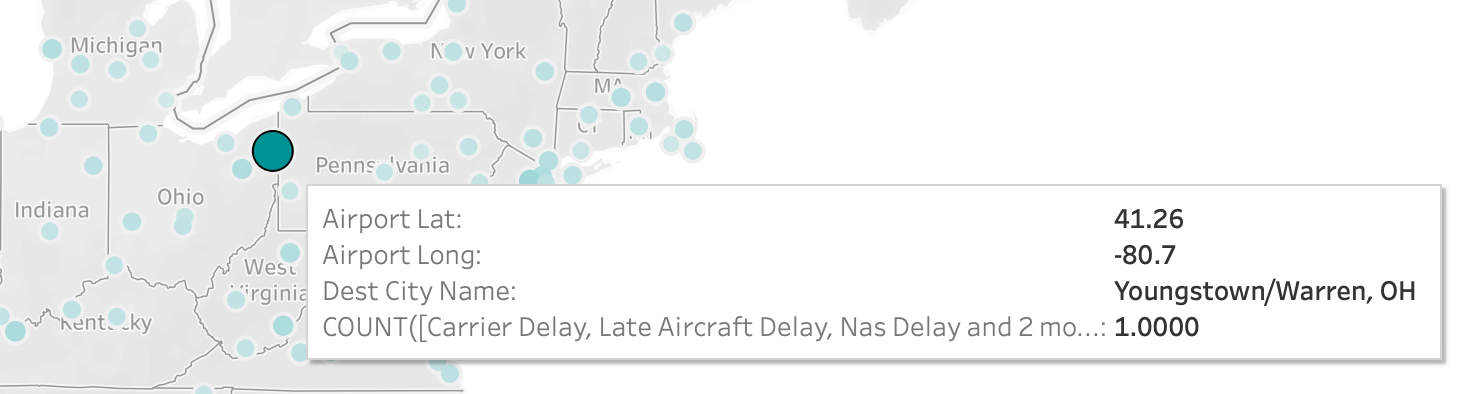 Michigan
N w York
MA
CT
Pennsylvania
Ohio
Indiana
West
Virginia
Kentucky
Airport Lat: 41.26
Airport Long: -80.7
Dest City Name: Youngstown/Warren, OH
COUNT([Carrier Delay, Late Aircraft Delay, Nas Delay and 2 mo...: 1.0000